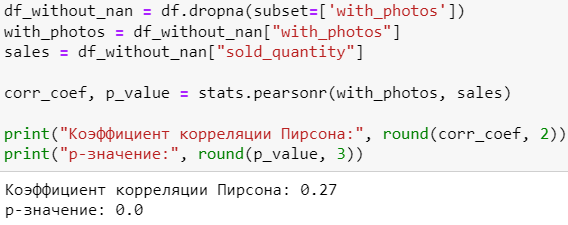 df_without_nan = df.dropna(subset=['with_photos'])
with_photos = df_without_nan["with_photos"]
sales = df_without_nan["sold_quantity"]
corr_coef, p_value = stats.pearsonr(with_photos, sales)
print("Коэффициент корреляции Пирсона:", round(corr_coef, 2))
print("p-значение:", round(p_value, 3))
Коэффициент корреляции Пирсона: 0.27
p-значение: 0.0